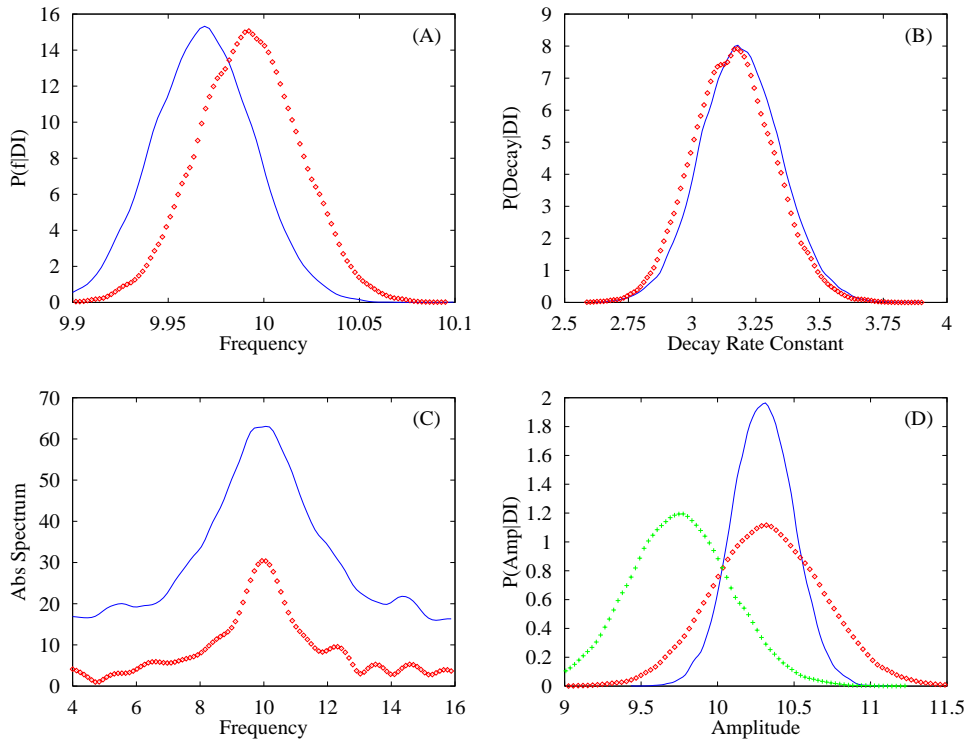 (A)
P(f|DI)
16
14
12
10
8
6
4
2
0
9.9 9.95 10 10.05 10.1
Frequency
(B)
P(Decay|DI)
9
8
7
6
5
4
3
2
1
0
2.5 2.75 3 3.25 3.5 3.75 4
Decay Rate Constant
(C)
Abs Spectrum
70
60
50
40
30
20
10
0
4 6 8 10 12 14 16
Frequency
(D)
P(Amp|DI)
2
1.8
1.6
1.4
1.2
1
0.8
0.6
0.4
0.2
0
9 9.5 10 10.5 11 11.5
Amplitude